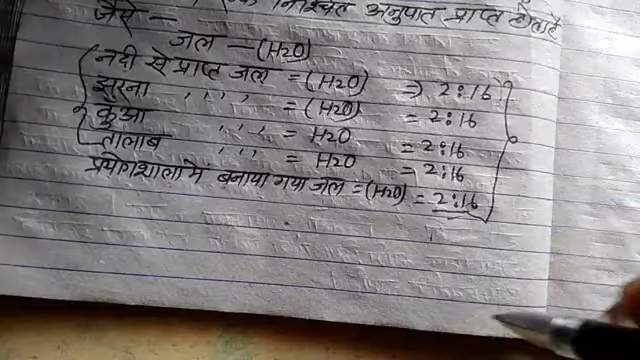 निश्चित अनुपात प्राप्त होता है
जैसे -
जल - (H2O)
नदी से प्राप्त जल = (H2O) => 2:16
झरना ,, ,, = (H2O) = 2:16
कुआँ ,, ,, = H2O = 2:16
तालाब ,, ,, = H2O = 2:16
प्रयोगशाला में बनाया गया जल = (H2O) = 2:16